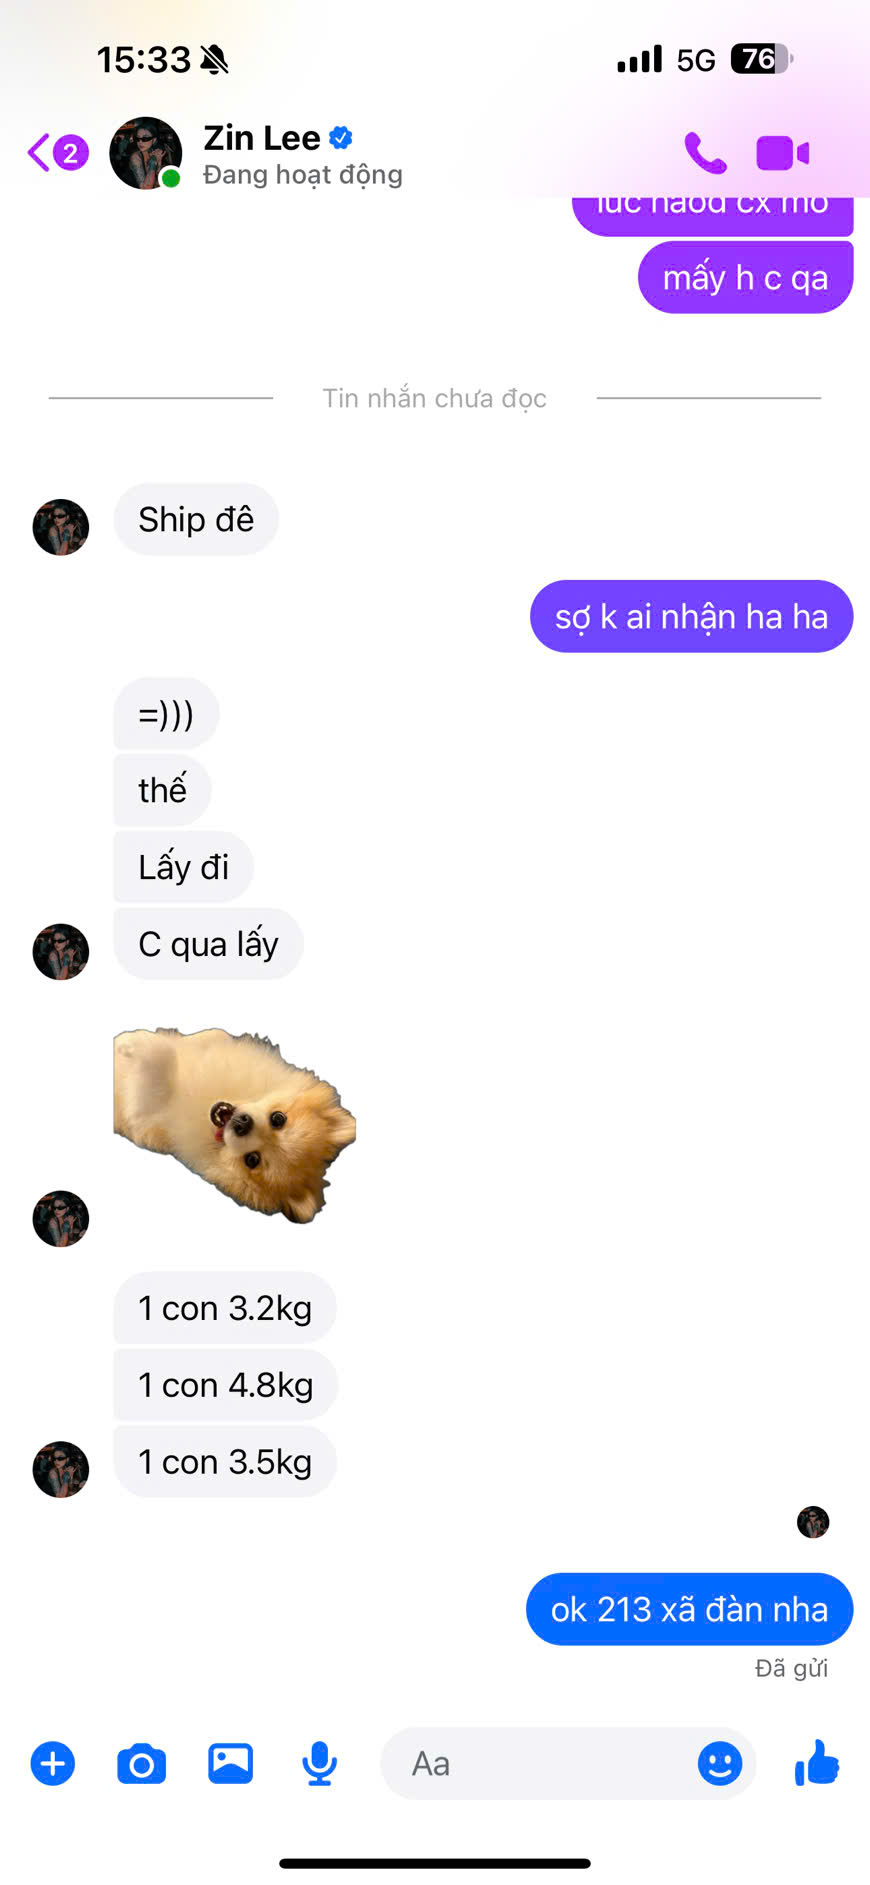 15:33
5G 76
2
Zin Lee
Đang hoạt động
mấy h c qa
Tin nhắn chưa đọc
Ship đê
sợ k ai nhận ha ha
=)))
thế
Lấy đi
C qua lấy
1 con 3.2kg
1 con 4.8kg
1 con 3.5kg
ok 213 xã đàn nha
Đã gửi
Aa